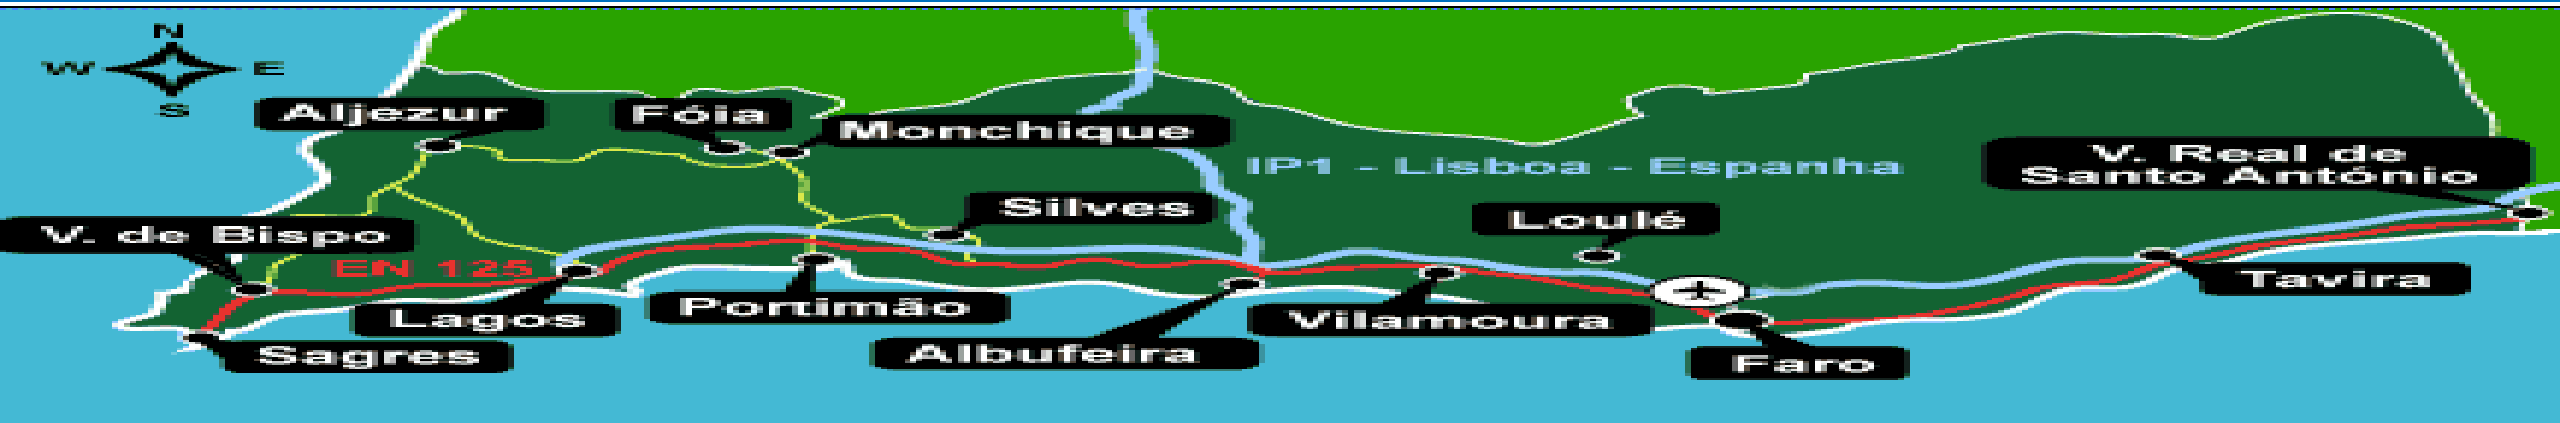 N
W E
S
Aljezur
Fóia
Monchique
IP1 - Lisboa - Espanha
V. Real de
Santo António
Silves
Loulé
V. de Bispo
EN 125
Tavira
Lagos
Portimão
Vilamoura
Sagres
Albufeira
Faro